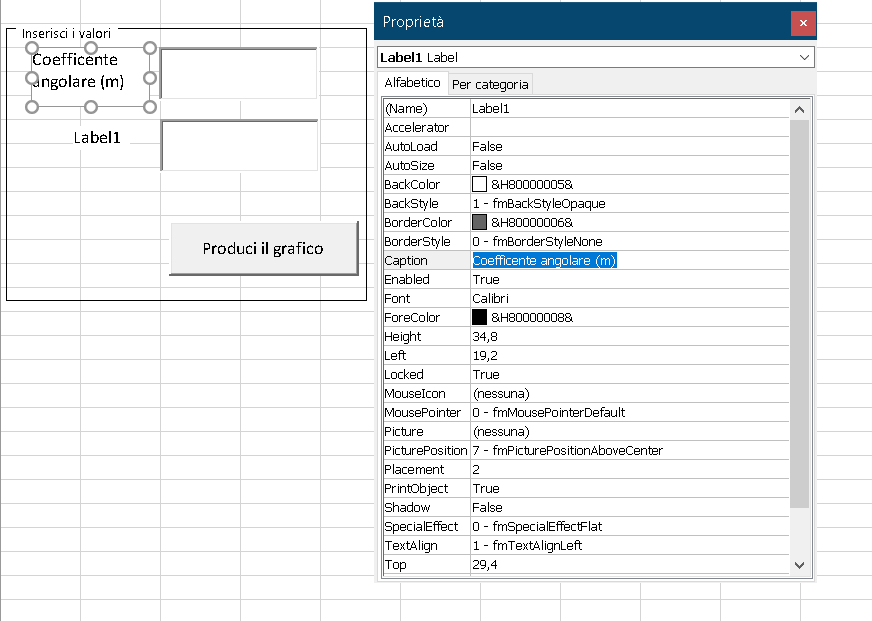 Inserisci i valori
Coefficente
angolare (m)
Label1
Produci il grafico
Proprietà
Label1 Label
Alfabetico Per categoria
(Name) Label1
Accelerator
AutoLoad False
AutoSize False
BackColor &H80000005&
BackStyle 1 - fmBackStyleOpaque
BorderColor &H80000006&
BorderStyle 0 - fmBorderStyleNone
Caption Coefficente angolare (m)
Enabled True
Font Calibri
ForeColor &H80000008&
Height 34,8
Left 19,2
Locked True
MouseIcon (nessuna)
MousePointer 0 - fmMousePointerDefault
Picture (nessuna)
PicturePosition 7 - fmPicturePositionAboveCenter
Placement 2
PrintObject True
Shadow False
SpecialEffect 0 - fmSpecialEffectFlat
TextAlign 1 - fmTextAlignLeft
Top 29,4